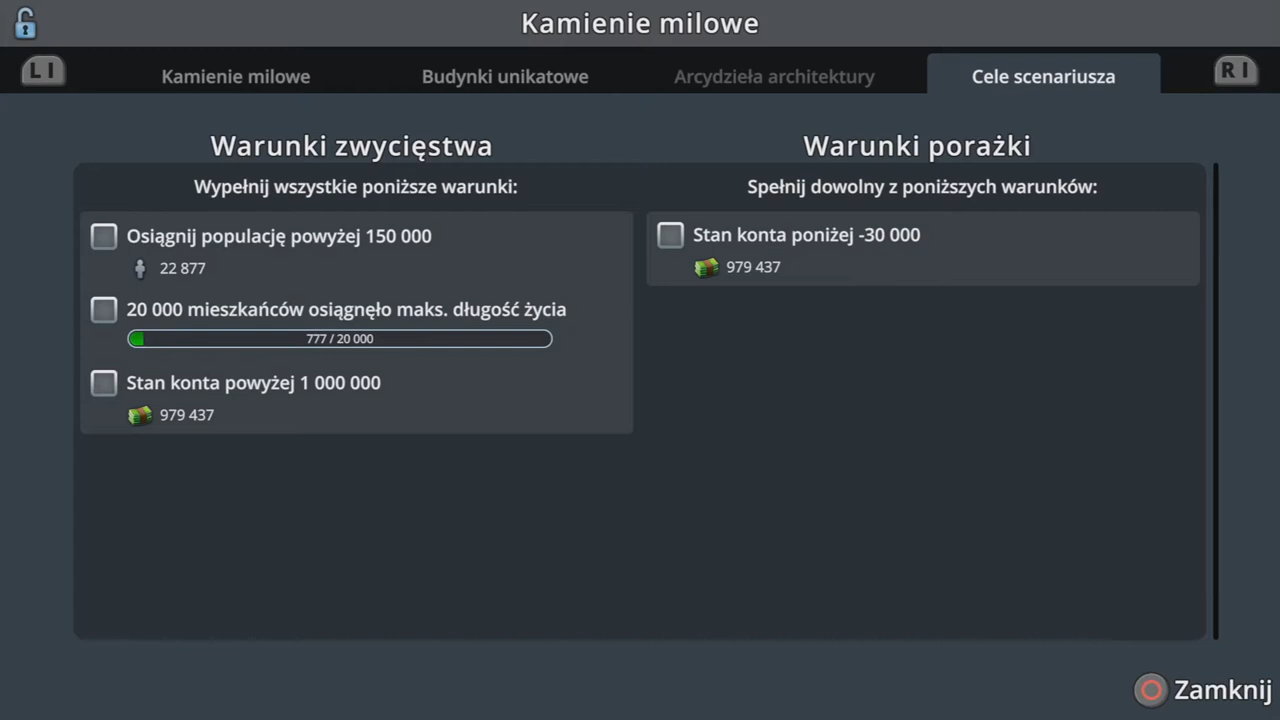 Kamienie milowe
L1
Kamienie milowe
Budynki unikatowe
Arcydzieła architektury
Cele scenariusza
R1
Warunki zwycięstwa
Wypełnij wszystkie poniższe warunki:
Osiągnij populację powyżej 150 000
22 877
20 000 mieszkańców osiągnęło maks. długość życia
777 / 20 000
Stan konta powyżej 1 000 000
979 437
Warunki porażki
Spełnij dowolny z poniższych warunków:
Stan konta poniżej -30 000
979 437
Zamknij